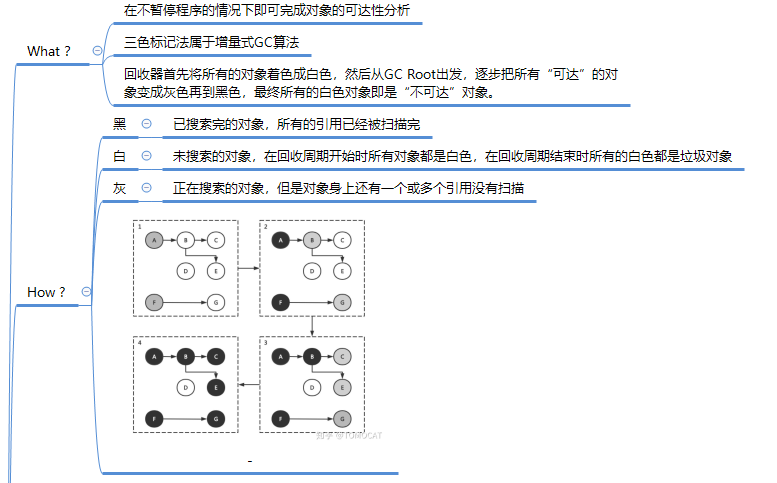 在不暂停程序的情况下即可完成对象的可达性分析
What ?
三色标记法属于增量式GC算法
回收器首先将所有的对象着色成白色，然后从GC Root出发，逐步把所有“可达”的对
象变成灰色再到黑色，最终所有的白色对象即是“不可达”对象。
黑
已搜索完的对象，所有的引用已经被扫描完
白
未搜索的对象，在回收周期开始时所有对象都是白色，在回收周期结束时所有的白色都是垃圾对象
灰
正在搜索的对象，但是对象身上还有一个或多个引用没有扫描
How ?
1
A B C
D E
F G
2
A B C
D E
F G
4
A B C
D E
F G
3
A B C
D E
F G
知乎 @TOMOCAT
-